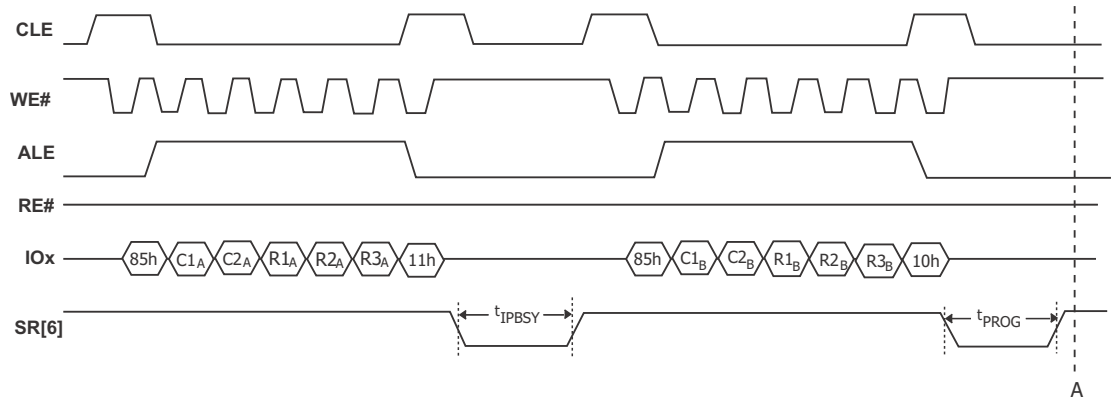 CLE
WE#
ALE
RE#
IOx 85h C1A C2A R1A R2A R3A 11h 85h C1B C2B R1B R2B R3B 10h
SR[6] tIPBSY tPROG
A